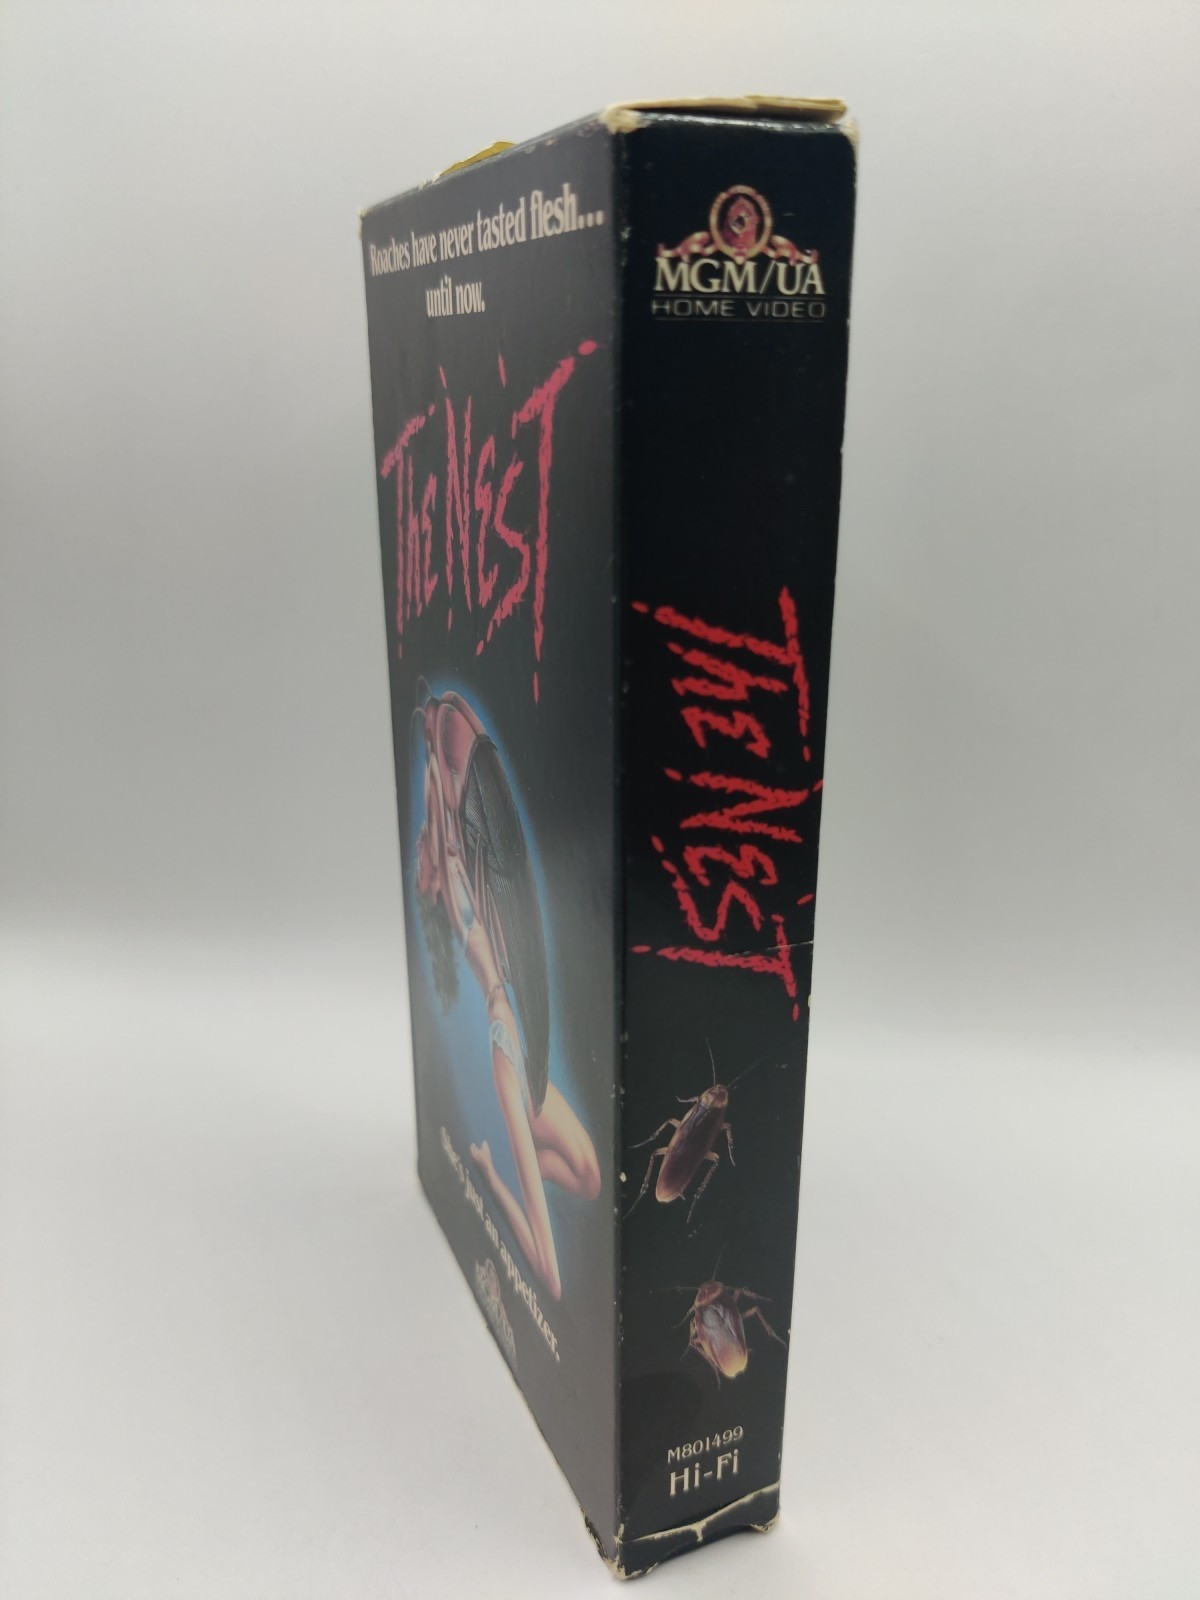 Roaches have never tasted flesh...
until now.
THE NEST
She's just an appetizer.
MGM/UA
HOME VIDEO
THE NEST
M801499
Hi-Fi